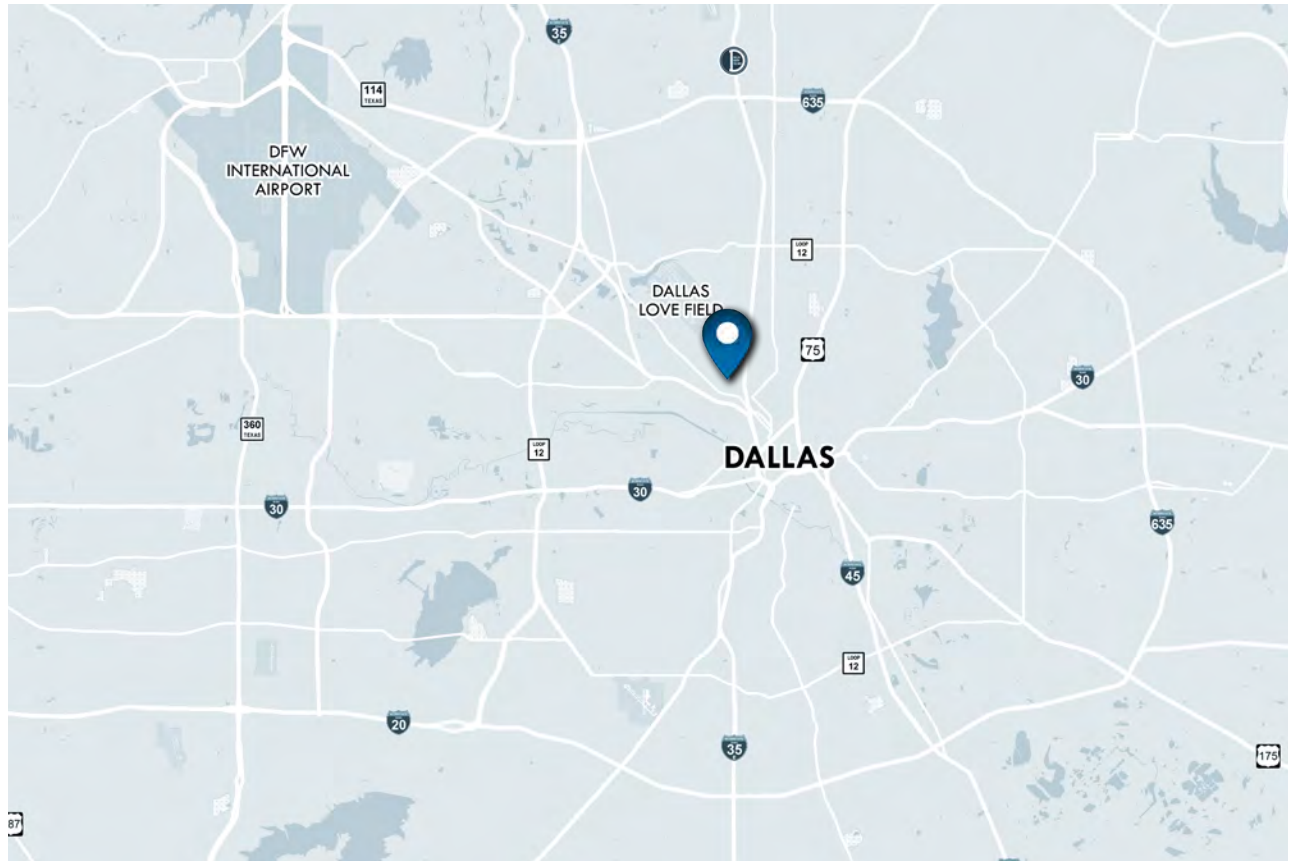 35
114
TEXAS
635
DFW
INTERNATIONAL
AIRPORT
LOOP
12
DALLAS
LOVE FIELD
75
30
360
TEXAS
LOOP
12
DALLAS
30
30
635
45
LOOP
12
20
35
175
87